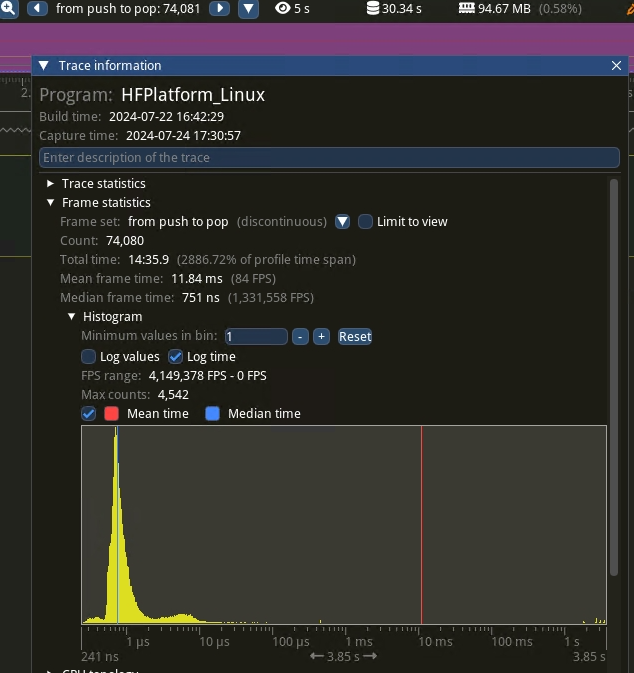 from push to pop: 74,081 5 s 30.34 s 94.67 MB (0.58%)
Trace information
Program: HFPlatform_Linux
2.
Build time: 2024-07-22 16:42:29
Capture time: 2024-07-24 17:30:57
Enter description of the trace
Trace statistics
Frame statistics
Frame set: from push to pop (discontinuous) Limit to view
Count: 74,080
Total time: 14:35.9 (2886.72% of profile time span)
Mean frame time: 11.84 ms (84 FPS)
Median frame time: 751 ns (1,331,558 FPS)
Histogram
Minimum values in bin: 1 - + Reset
Log values Log time
FPS range: 4,149,378 FPS - 0 FPS
Max counts: 4,542
Mean time Median time
1 µs 10 µs 100 µs 1 ms 10 ms 100 ms 1 s
241 ns 3.85 s 3.85 s